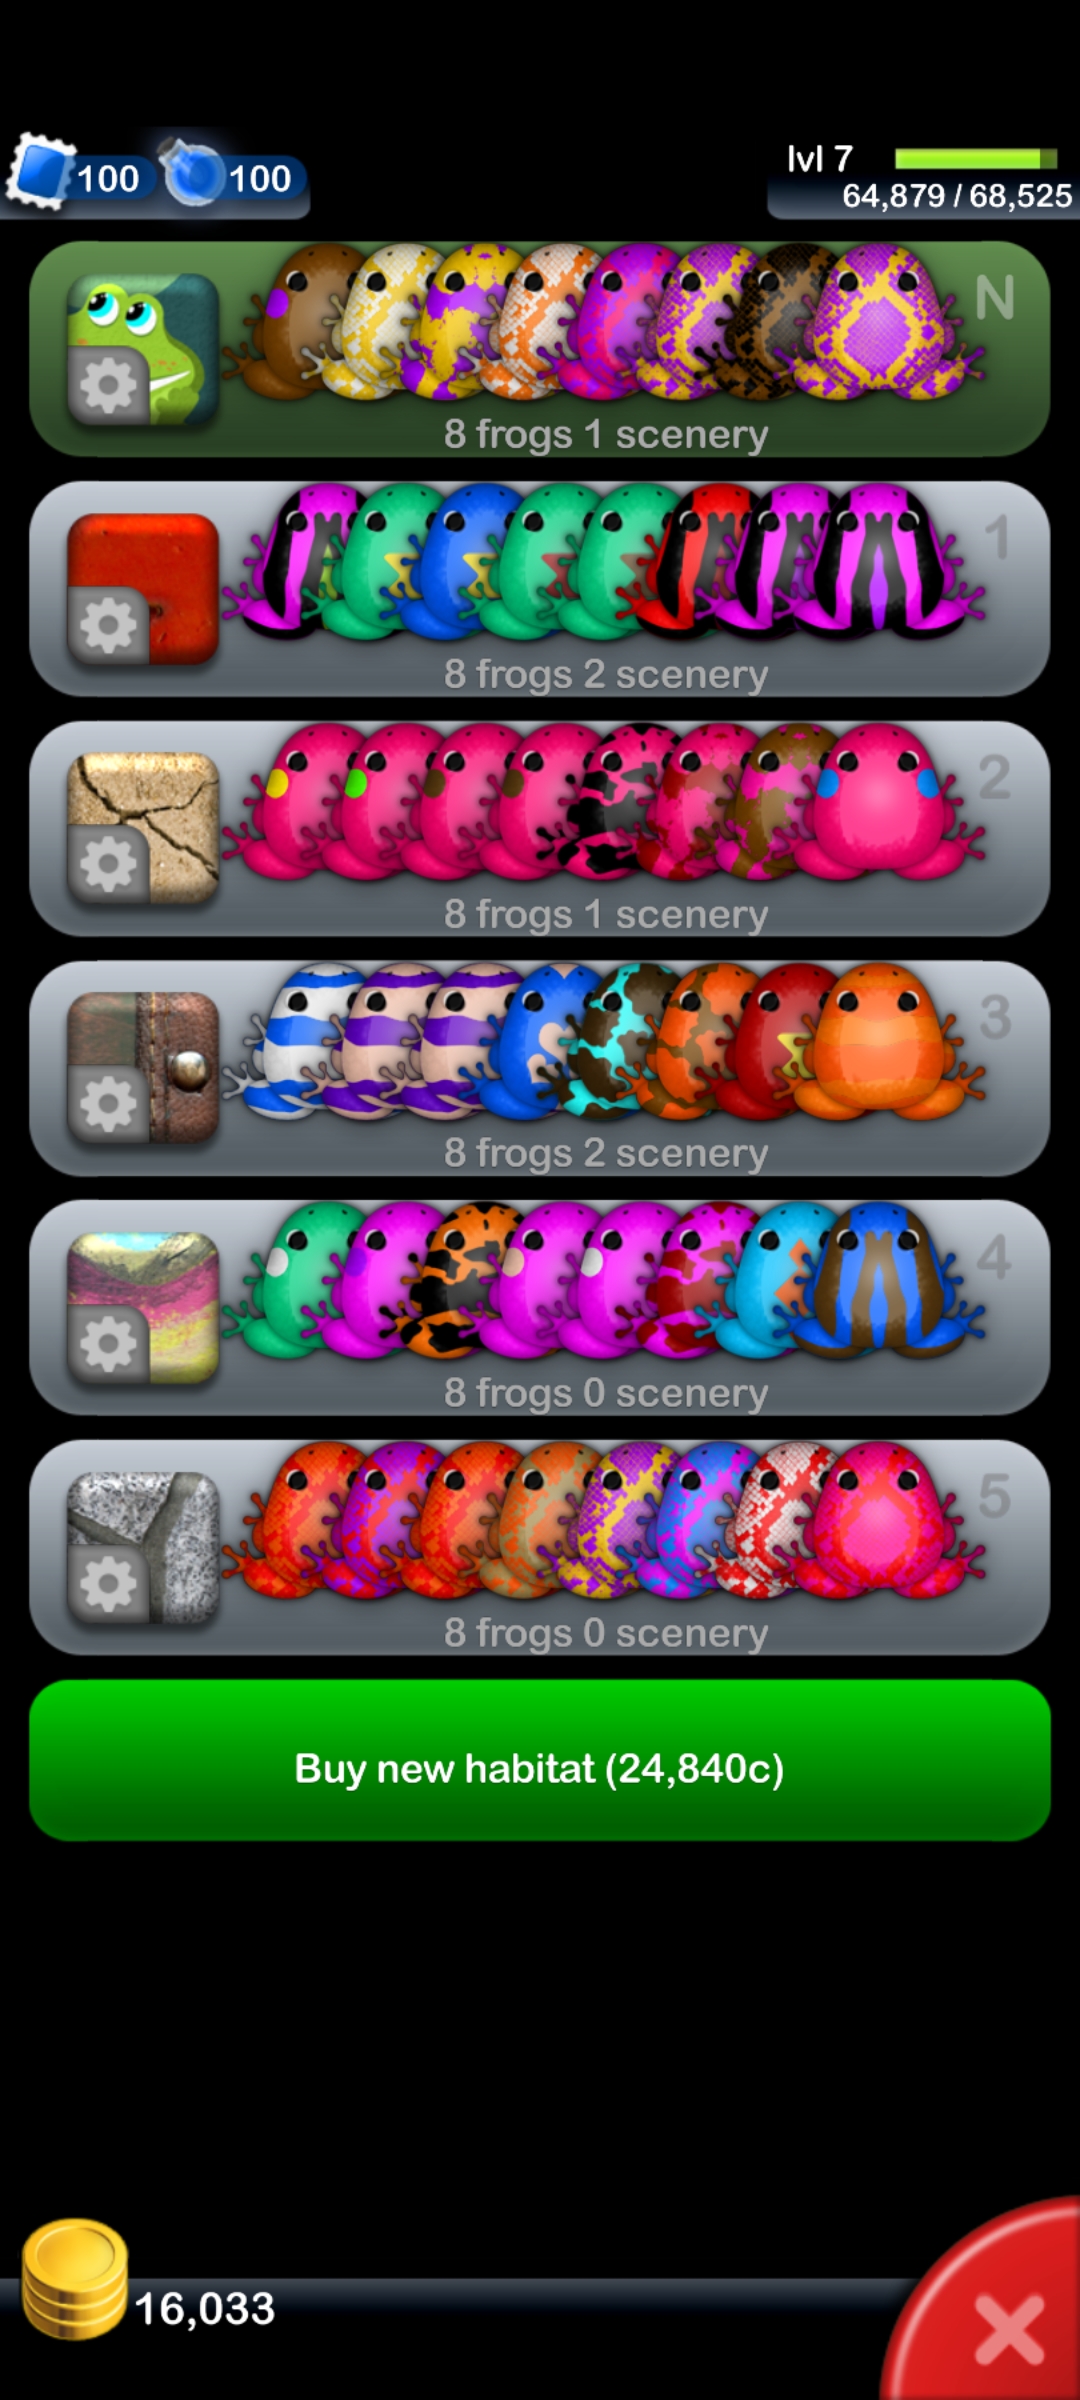 100
100
lvl 7
64,879 / 68,525
N
8 frogs 1 scenery
1
8 frogs 2 scenery
2
8 frogs 1 scenery
3
8 frogs 2 scenery
4
8 frogs 0 scenery
5
8 frogs 0 scenery
Buy new habitat (24,840c)
16,033